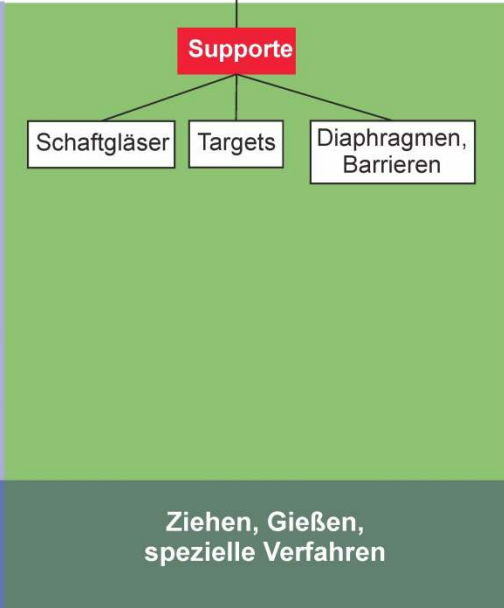 Supporte
Schaftgläser
Targets
Diaphragmen,
Barrieren
Ziehen, Gießen,
spezielle Verfahren